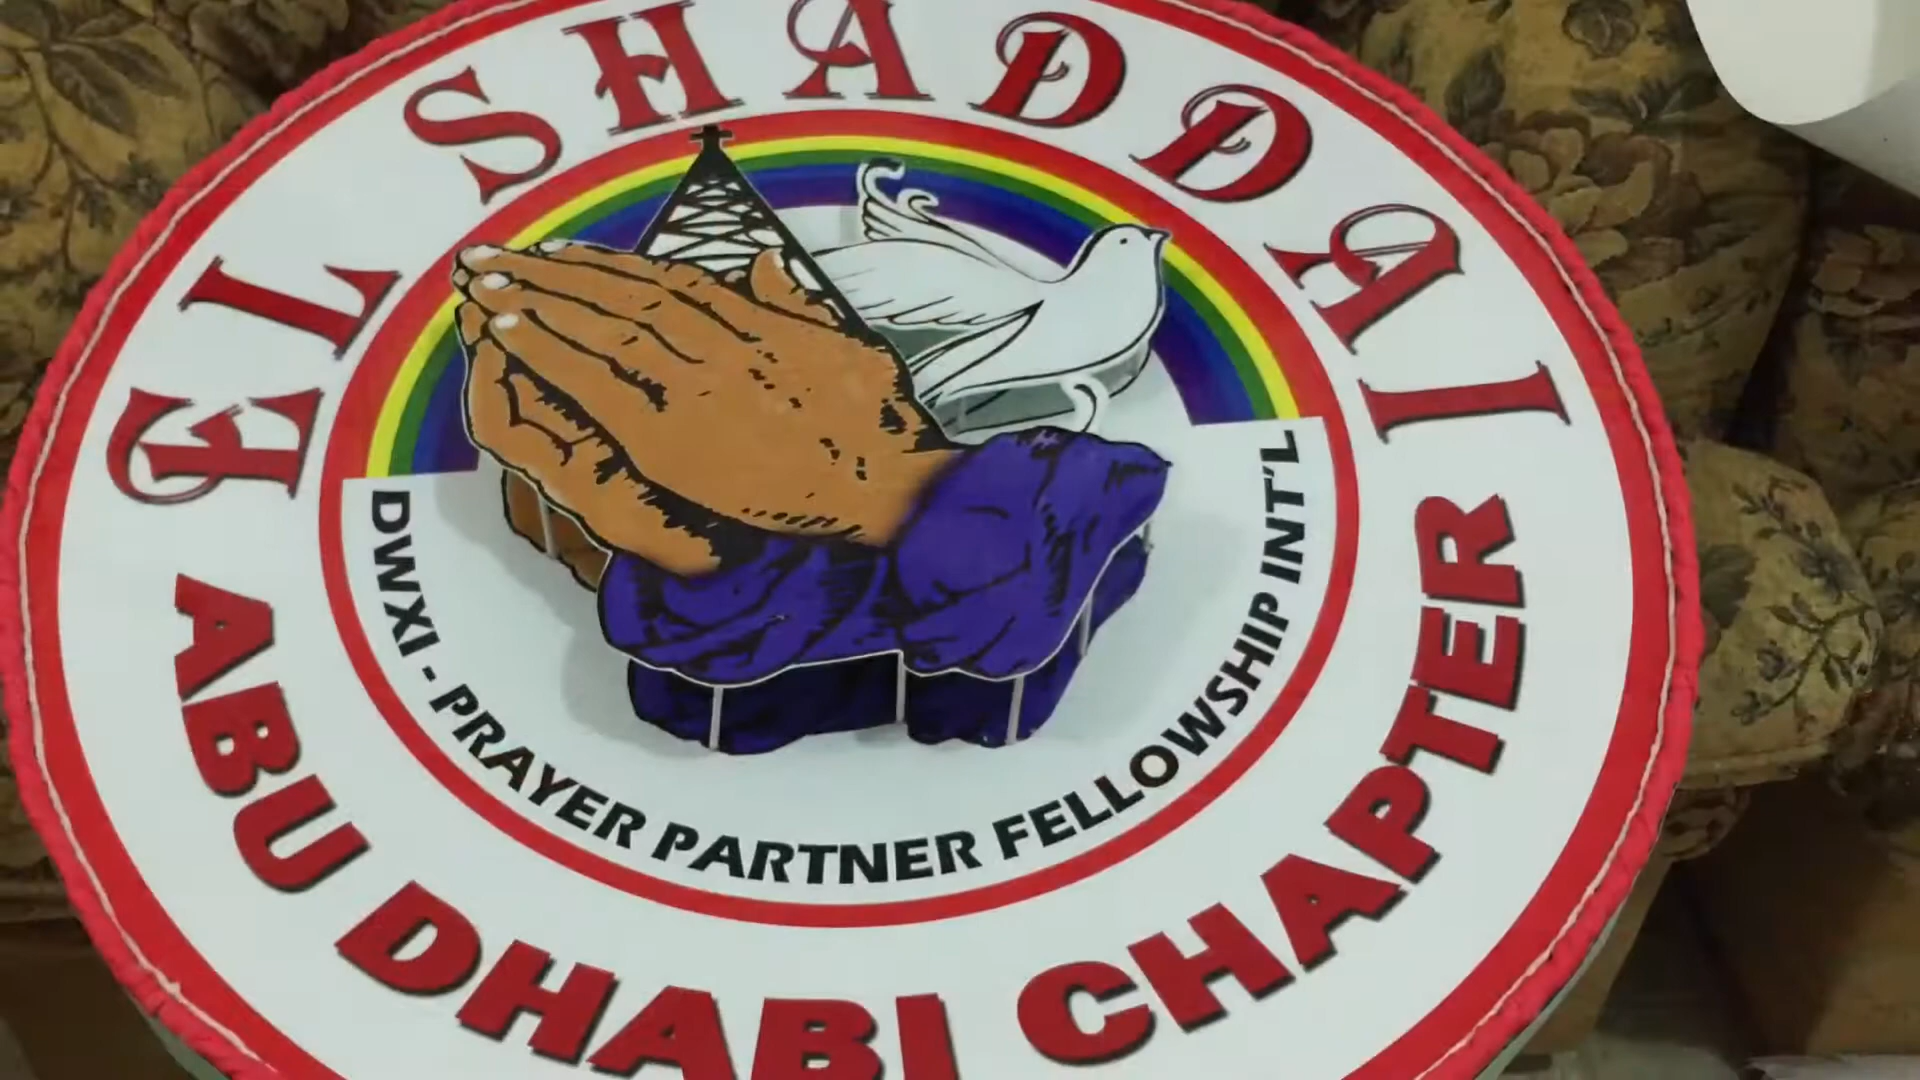 EL SHADDAI
DWXI - PRAYER PARTNER FELLOWSHIP INT'L
ABU DHABI CHAPTER